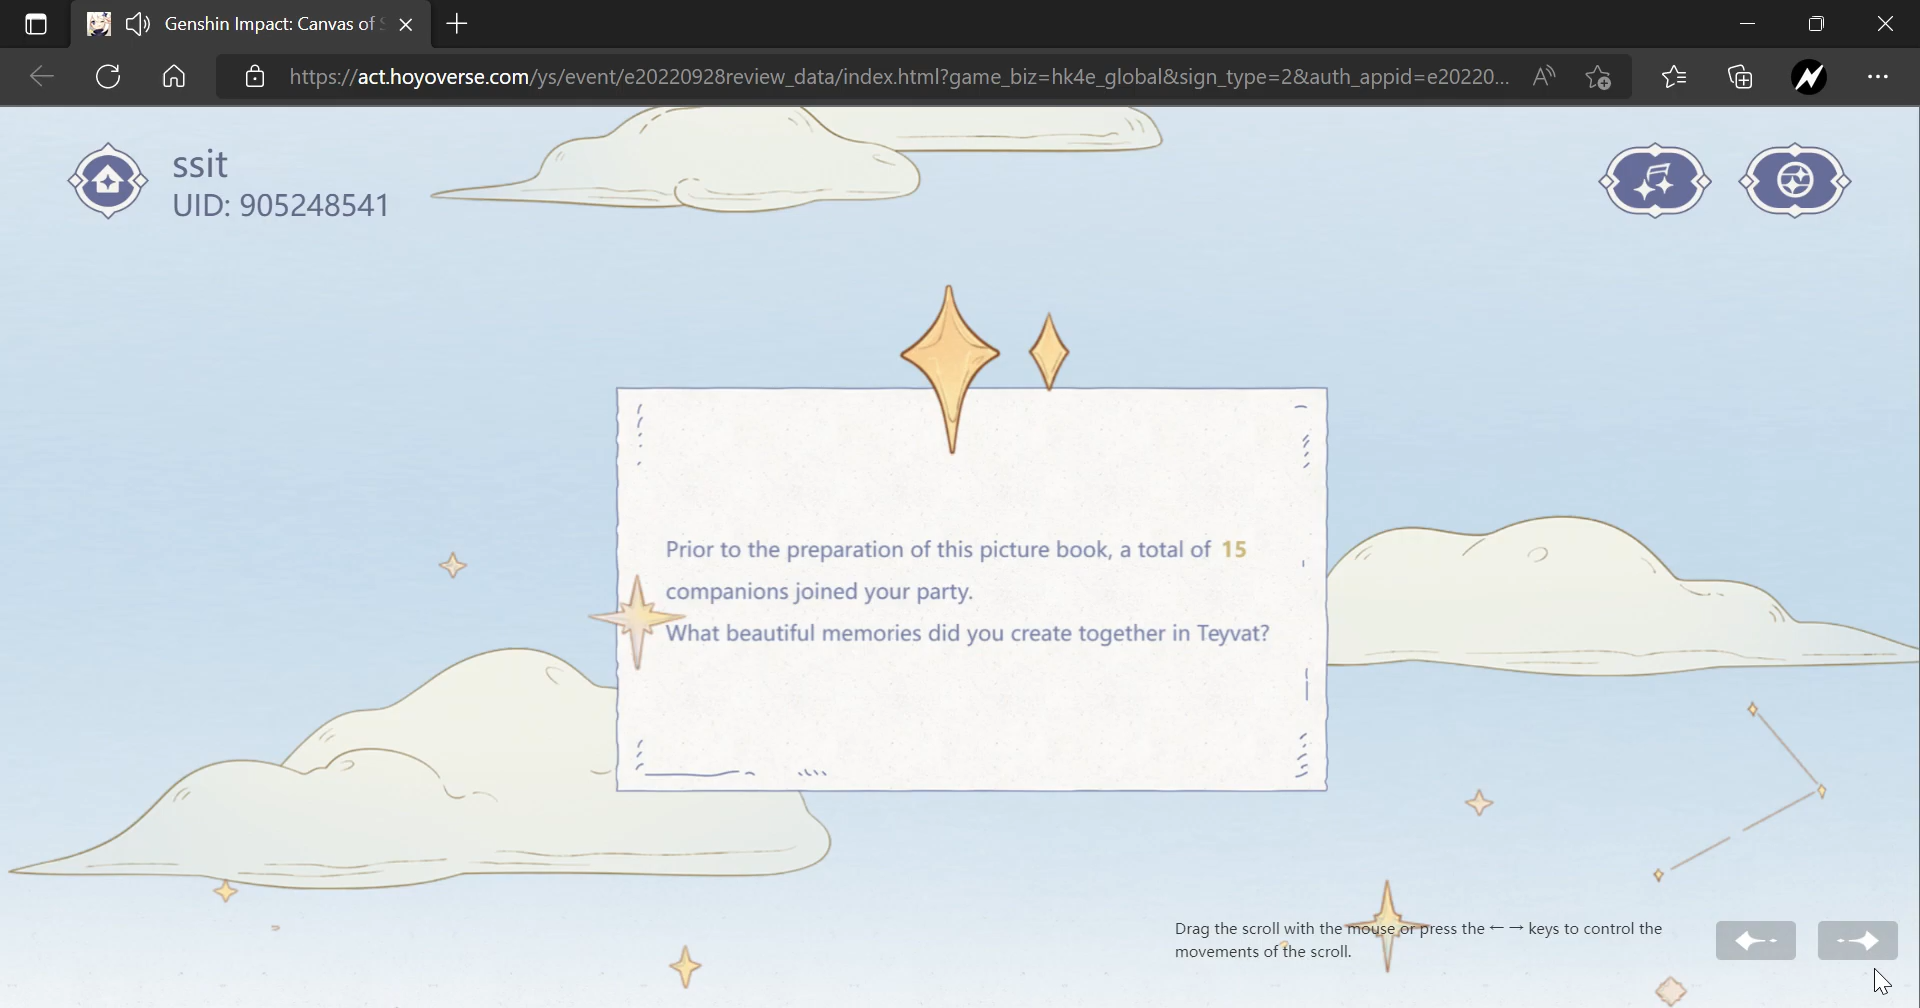 Genshin Impact: Canvas of
https://act.hoyoverse.com/ys/event/e20220928review_data/index.html?game_biz=hk4e_global&sign_type=2&auth_appid=e20220...
ssit
UID: 905248541
Prior to the preparation of this picture book, a total of 15
companions joined your party.
What beautiful memories did you create together in Teyvat?
Drag the scroll with the mouse or press the ← → keys to control the
movements of the scroll.